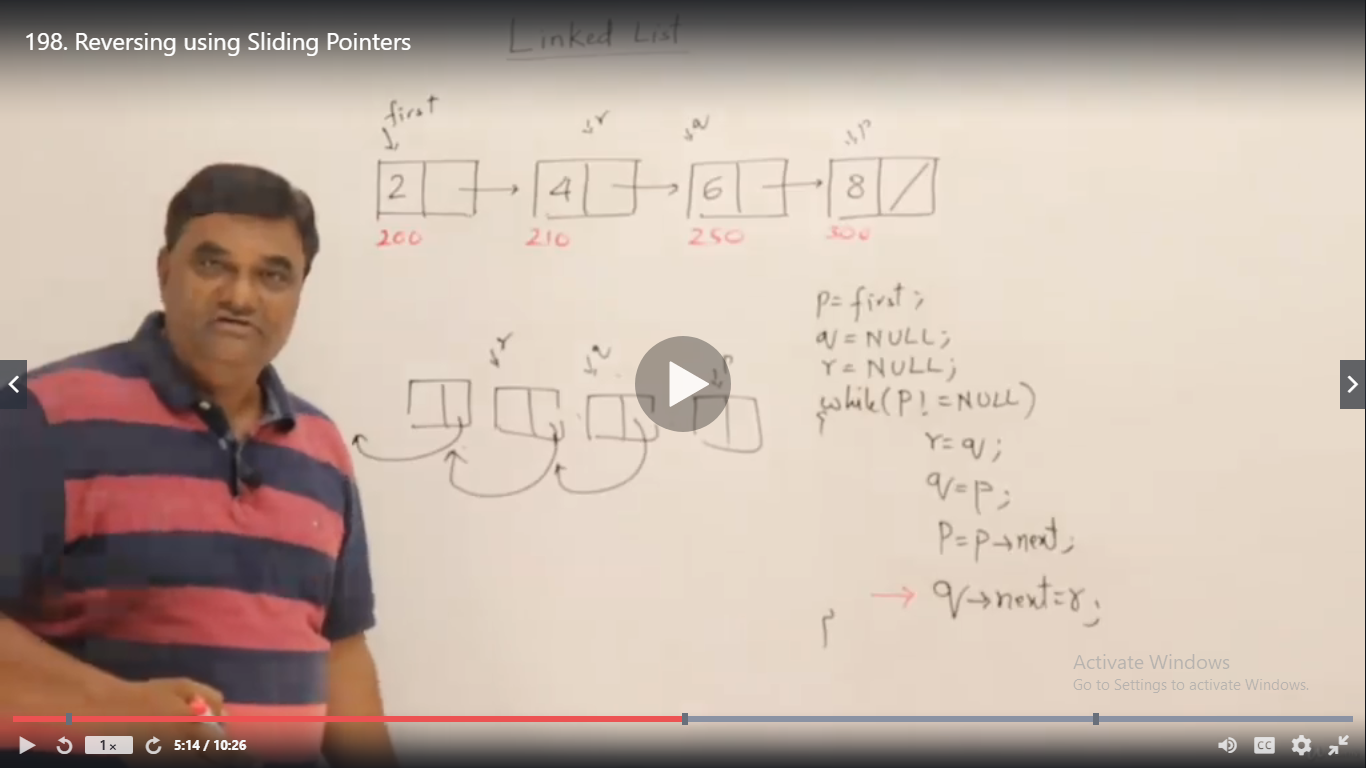 198. Reversing using Sliding Pointers
Linked List
first
r
q
p
2
4
6
8
200
210
250
300
r
q
p
p=first;
q=NULL;
r=NULL;
while(P!=NULL)
{
r=q;
q=p;
P=p→next;
→ q→next=r;
}
Activate Windows
Go to Settings to activate Windows.
1×
5:14 / 10:26
CC